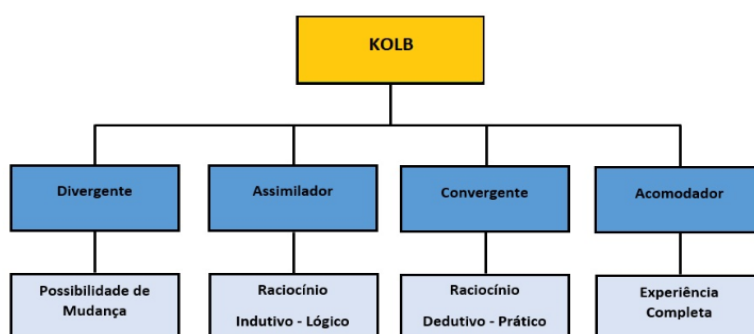 KOLB
Divergente
Assimilador
Convergente
Acomodador
Possibilidade de
Mudança
Raciocínio
Indutivo - Lógico
Raciocínio
Dedutivo - Prático
Experiência
Completa